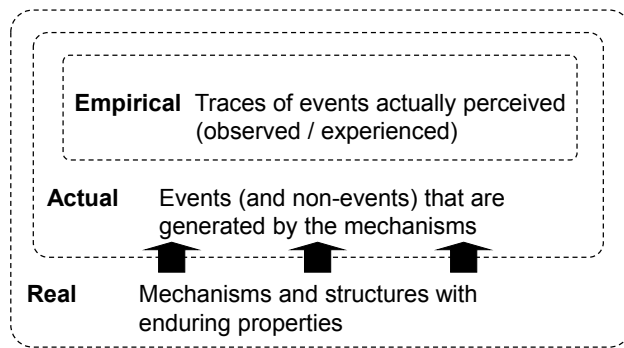 Empirical Traces of events actually perceived
(observed / experienced)
Actual Events (and non-events) that are
generated by the mechanisms
Real Mechanisms and structures with
enduring properties